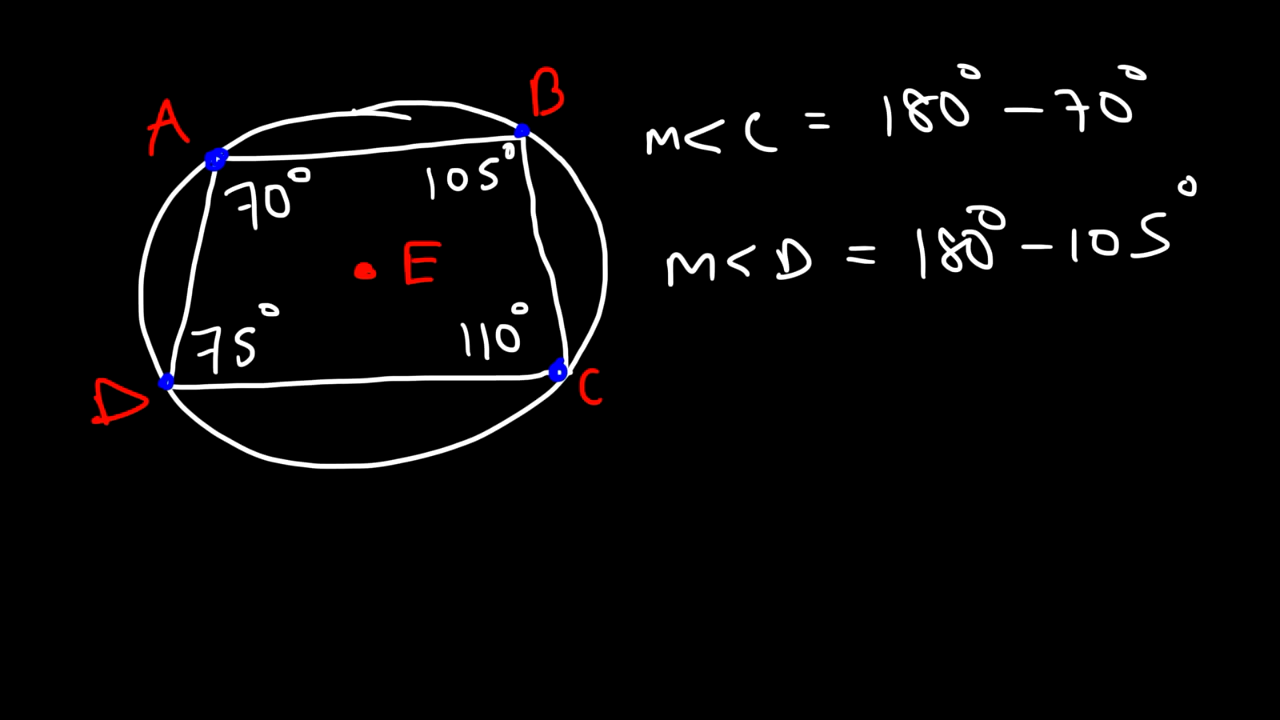 A
B
70°
105°
E
75°
110°
D
C
m<C = 180° - 70°
m<D = 180° - 105°